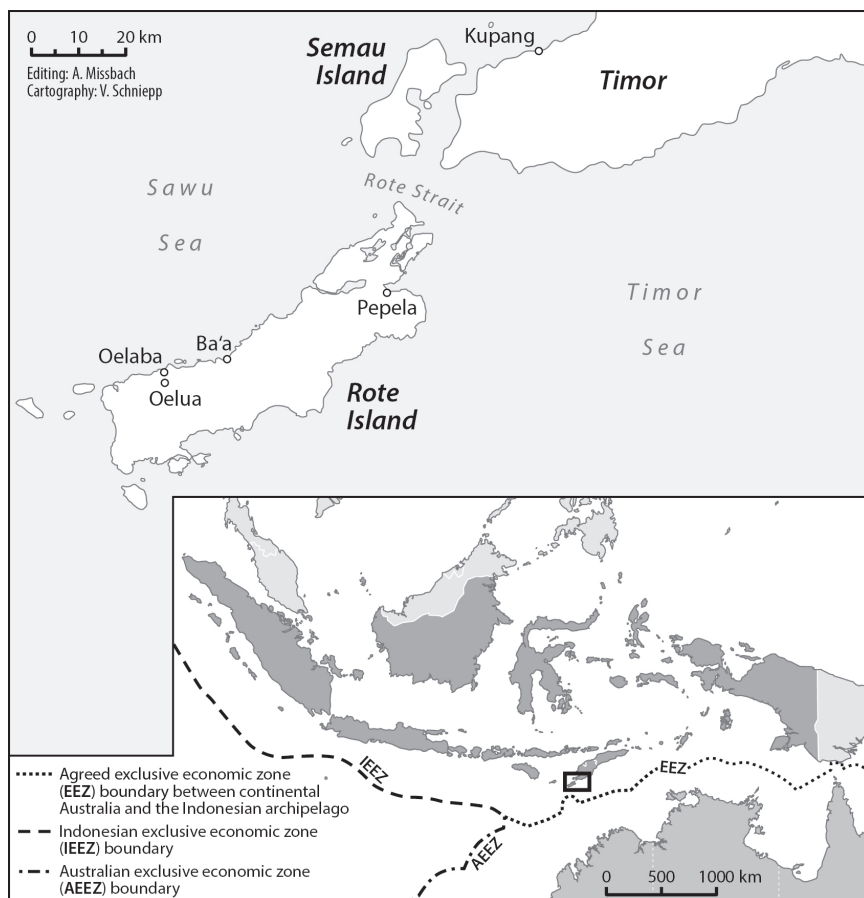 0 10 20 km
Editing: A. Missbach
Cartography: V. Schniepp
Semau
Island
Kupang
Timor
Sawu
Sea
Rote Strait
Timor
Sea
Pepela
Ba‘a
Oelaba
Oelua
Rote
Island
IEEZ
EEZ
AEEZ
Agreed exclusive economic zone
(EEZ) boundary between continental
Australia and the Indonesian archipelago
Indonesian exclusive economic zone
(IEEZ) boundary
Australian exclusive economic zone
(AEEZ) boundary
0 500 1000 km